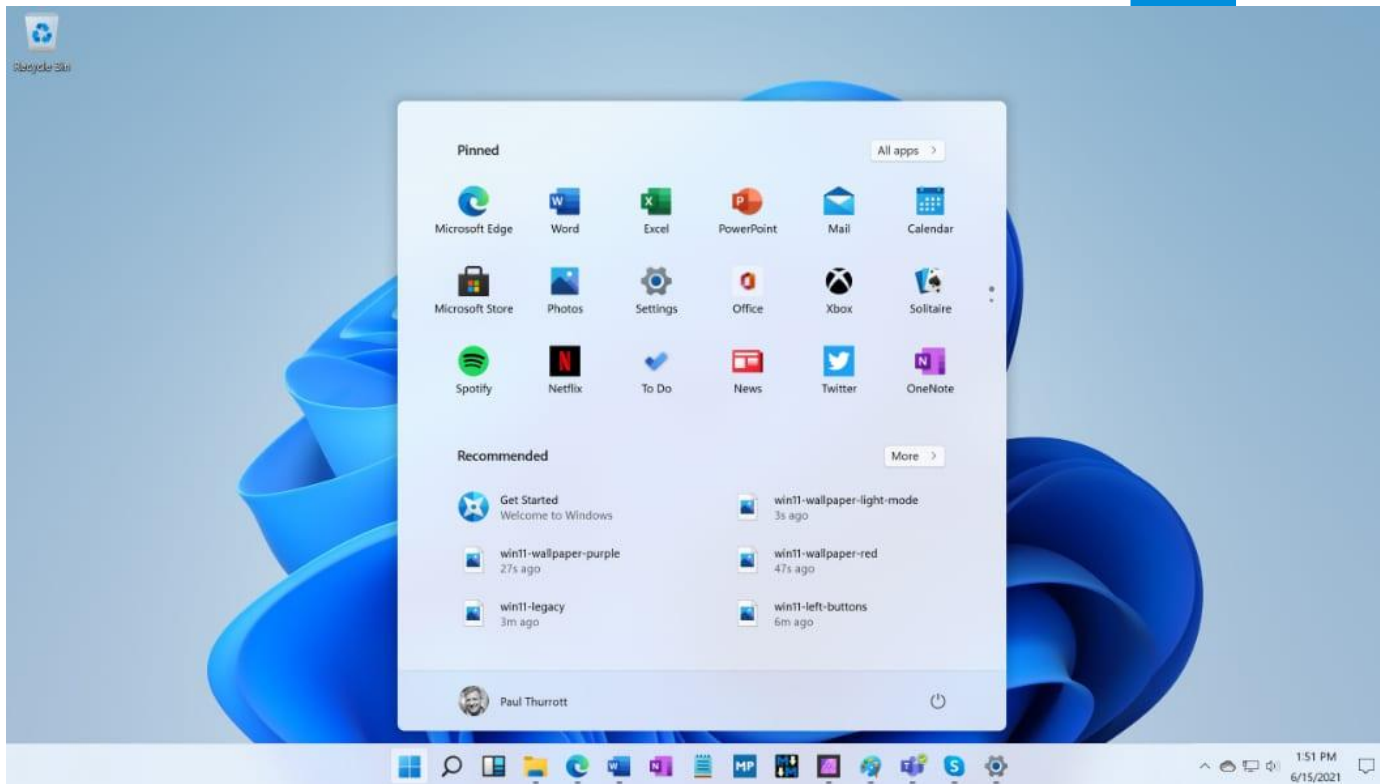 Recycle Bin
Pinned
All apps
Microsoft Edge
Word
Excel
PowerPoint
Mail
Calendar
Microsoft Store
Photos
Settings
Office
Xbox
Solitaire
Spotify
Netflix
To Do
News
Twitter
OneNote
Recommended
More
Get Started
Welcome to Windows
win11-wallpaper-light-mode
3s ago
win11-wallpaper-purple
27s ago
win11-wallpaper-red
47s ago
win11-legacy
3m ago
win11-left-buttons
6m ago
Paul Thurrott
MP
1:51 PM
6/15/2021